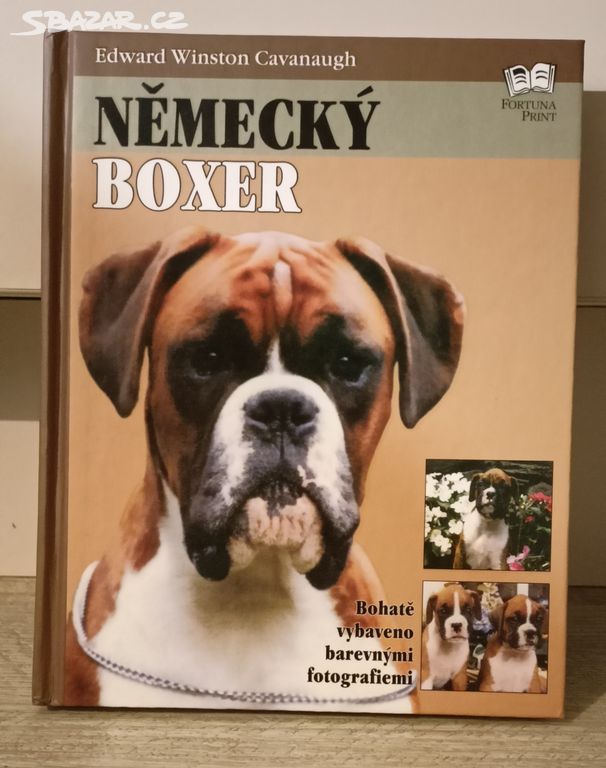 SBAZAR.CZ
Edward Winston Cavanaugh
FORTUNA
PRINT
NĚMECKÝ
BOXER
Bohatě
vybaveno
barevnými
fotografiemi